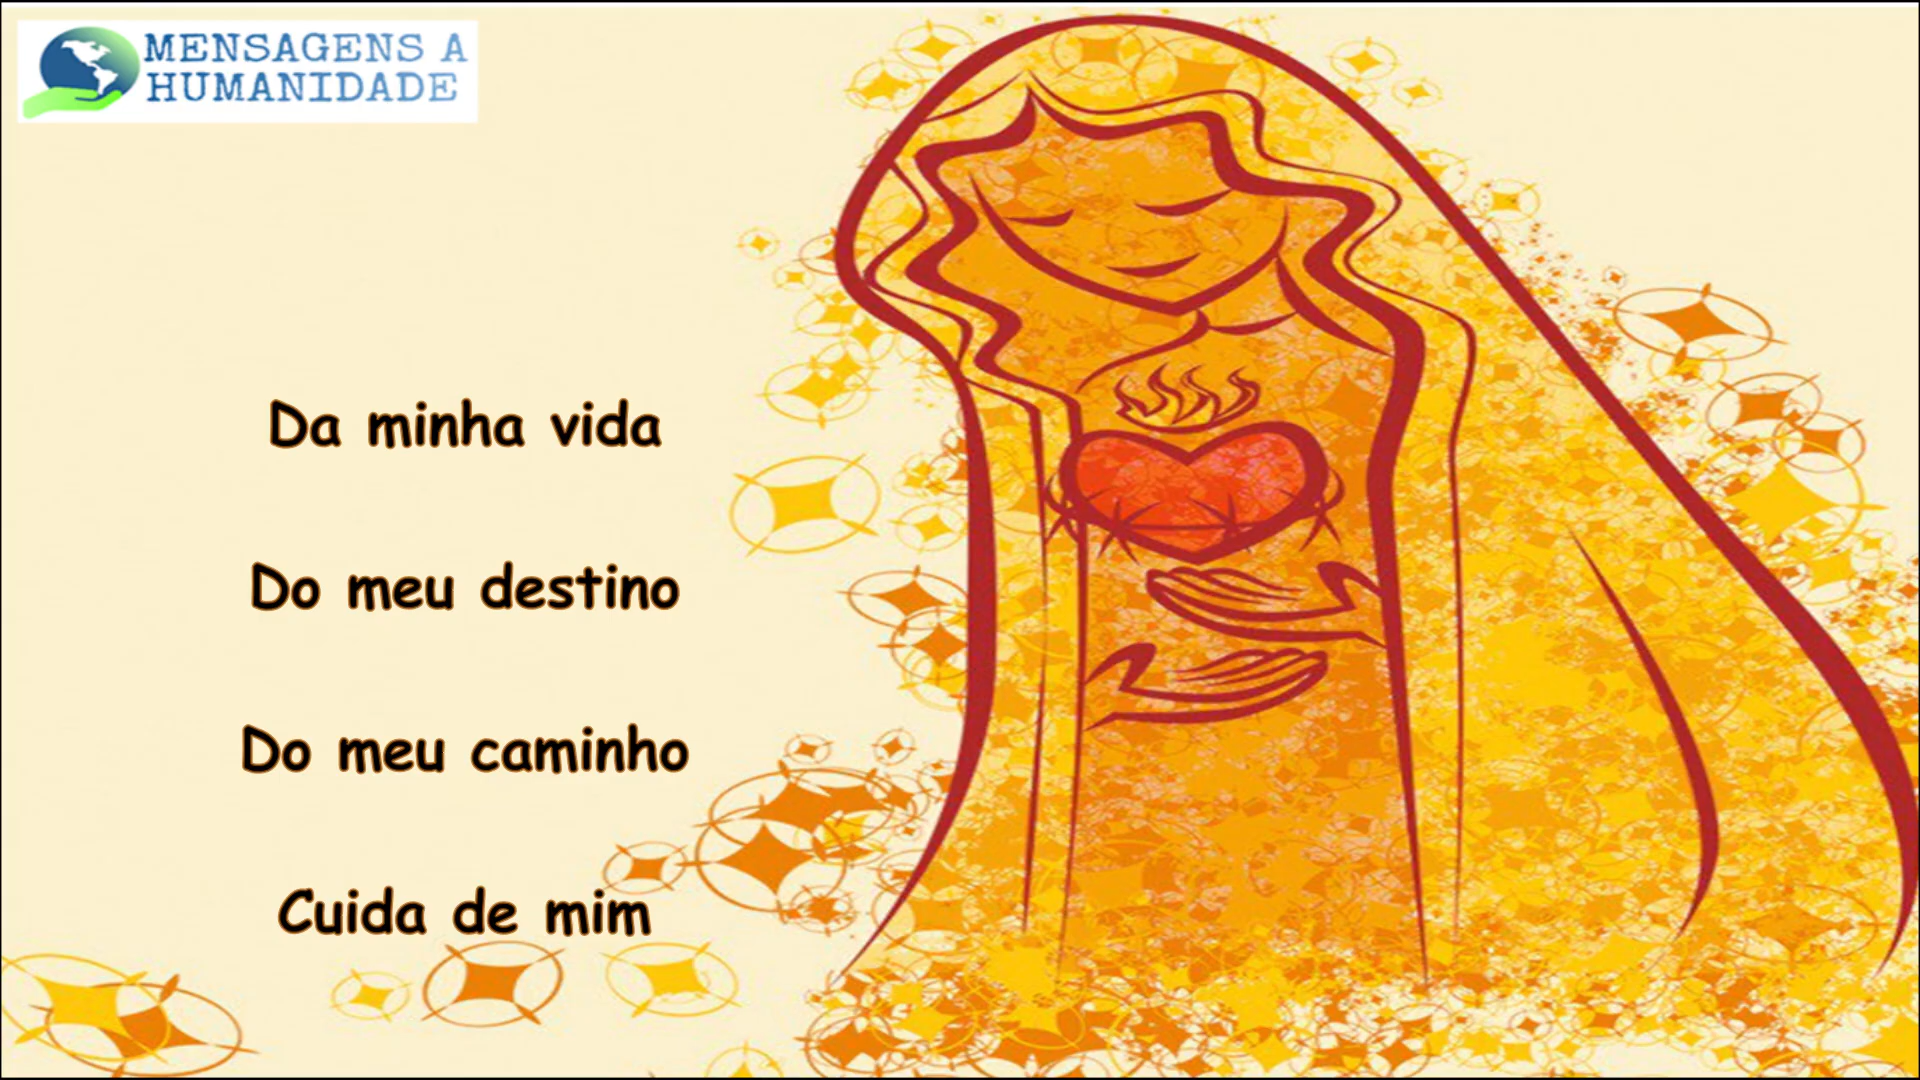 MENSAGENS A
HUMANIDADE
Da minha vida
Do meu destino
Do meu caminho
Cuida de mim